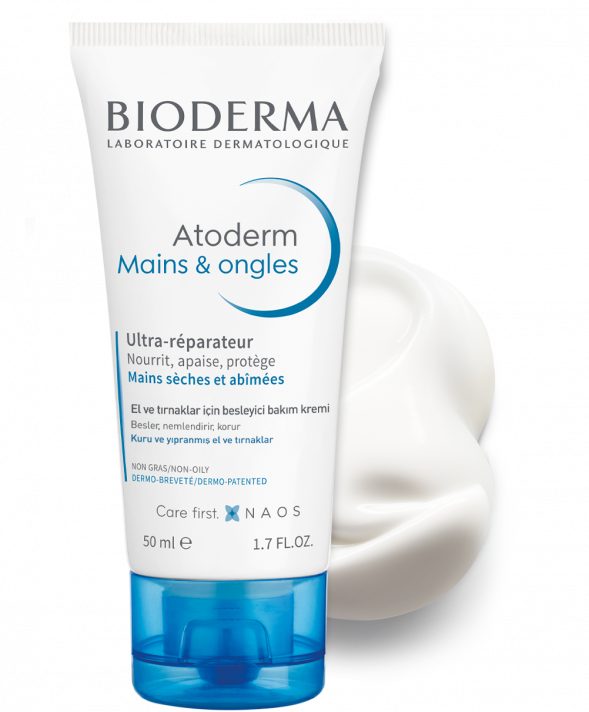 BIODERMA
LABORATOIRE DERMATOLOGIQUE
Atoderm
Mains & ongles
Ultra-réparateur
Nourrit, apaise, protège
Mains sèches et abîmées
El ve tırnaklar için besleyici bakım kremi
Besler, nemlendirir, korur
Kuru ve yıpranmış el ve tırnaklar
NON GRAS/NON-OILY
DERMO-BREVETÉ/DERMO-PATENTED
Care first. NAOS
50 ml ℮ 1.7 FL.OZ.